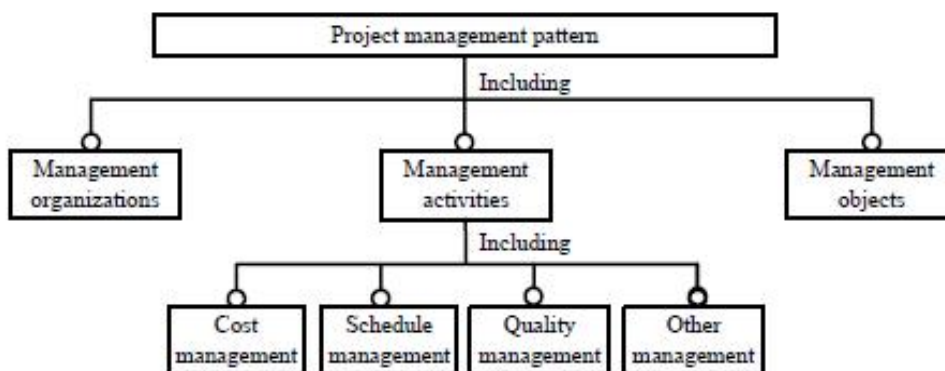 Project management pattern
Including
Management
organizations
Management
activities
Management
objects
Including
Cost
management
Schedule
management
Quality
management
Other
management